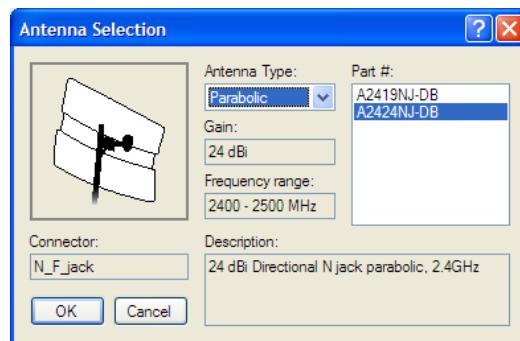 Antenna Selection
Antenna Type:
Parabolic
Part #:
A2419NJ-DB
A2424NJ-DB
Gain:
24 dBi
Frequency range:
2400 - 2500 MHz
Connector:
N_F_jack
Description:
24 dBi Directional N jack parabolic, 2.4GHz
OK
Cancel